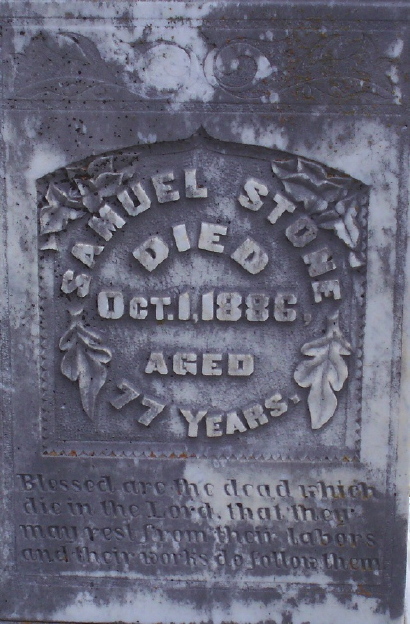 SAMUEL STONE
DIED
OCT. 1, 1886,
AGED
77 YEARS.
Blessed are the dead which
die in the Lord, that they
may rest from their labors
and their works do follow them